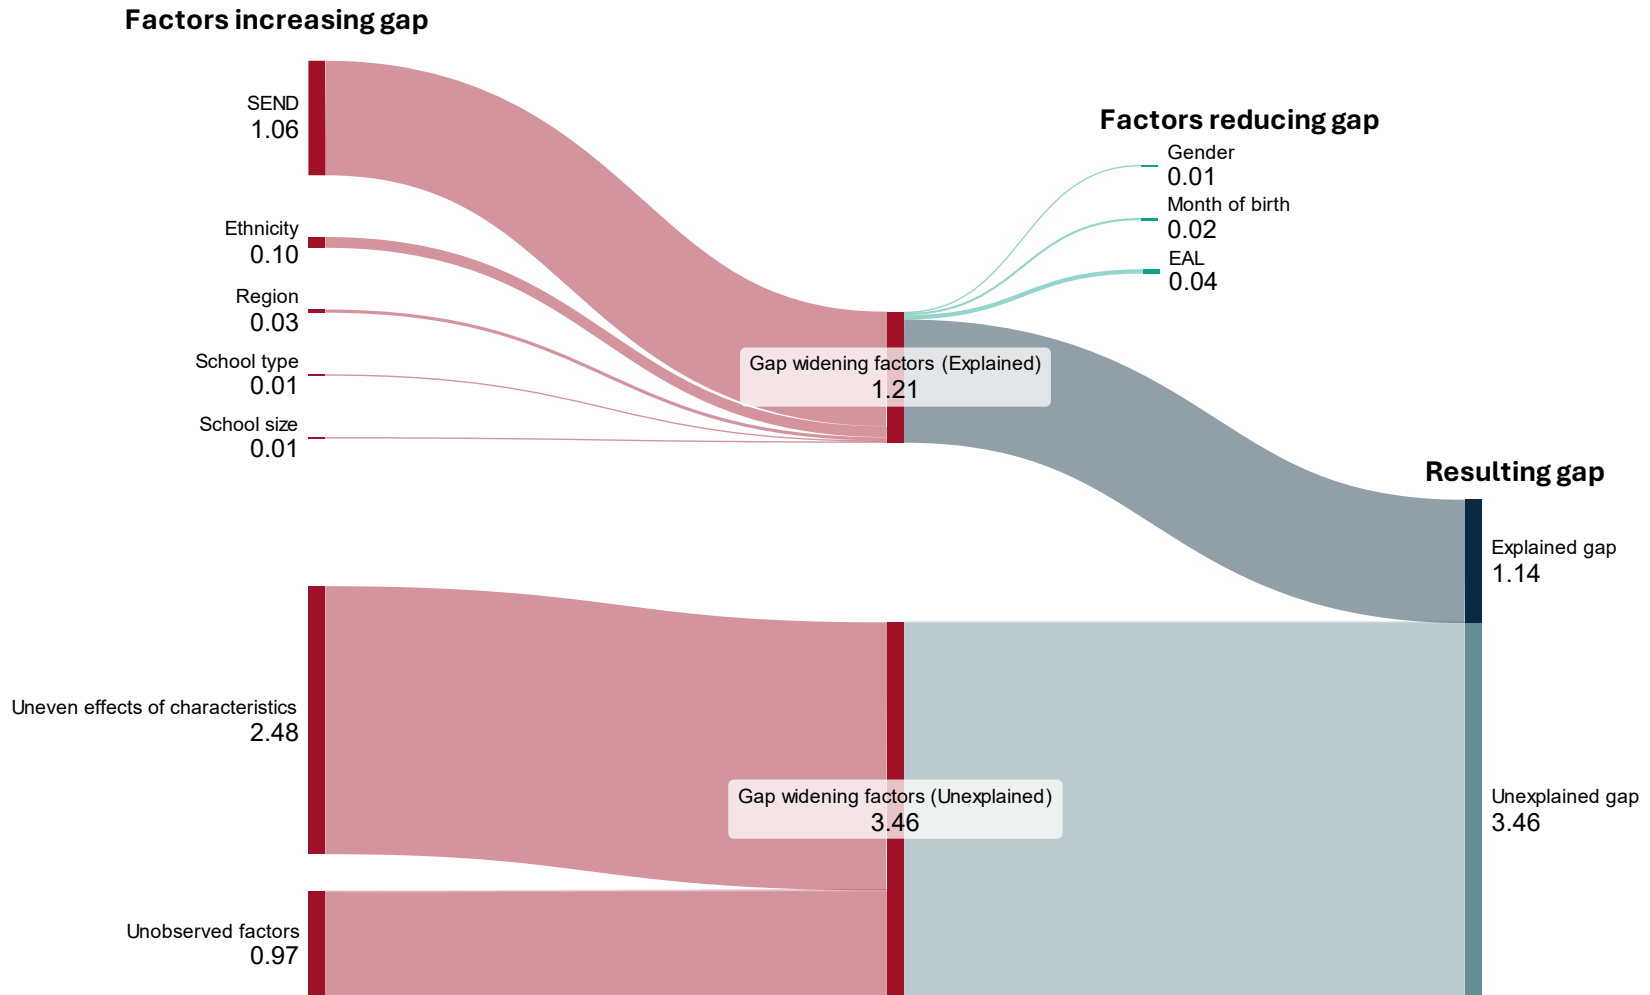 Factors increasing gap
SEND
1.06
Ethnicity
0.10
Region
0.03
School type
0.01
School size
0.01
Uneven effects of characteristics
2.48
Unobserved factors
0.97
Gap widening factors (Explained)
1.21
Gap widening factors (Unexplained)
3.46
Factors reducing gap
Gender
0.01
Month of birth
0.02
EAL
0.04
Resulting gap
Explained gap
1.14
Unexplained gap
3.46